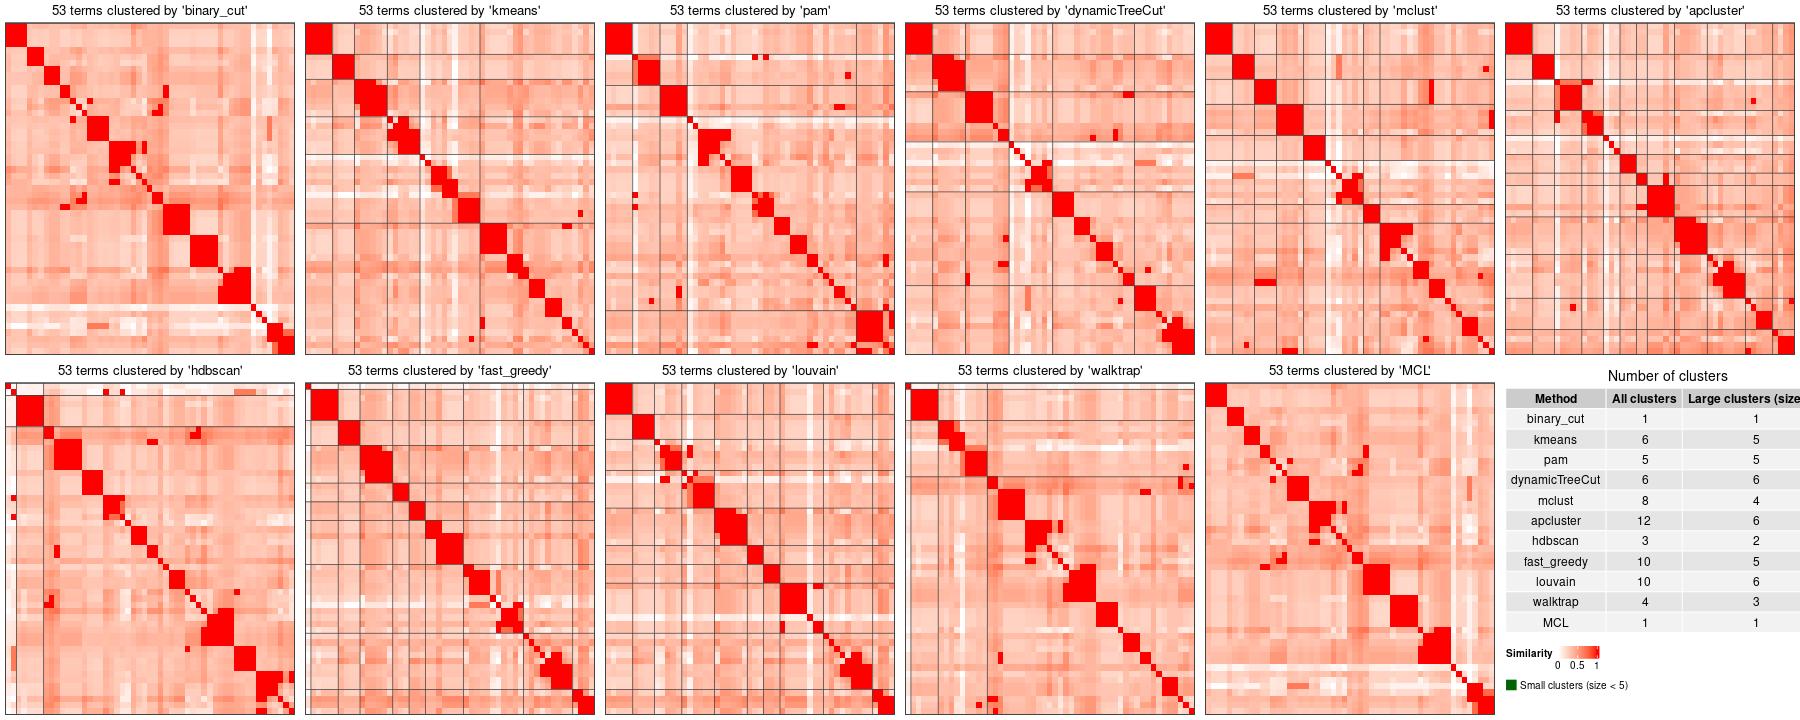 53 terms clustered by 'binary_cut'
53 terms clustered by 'kmeans'
53 terms clustered by 'pam'
53 terms clustered by 'dynamicTreeCut'
53 terms clustered by 'mclust'
53 terms clustered by 'apcluster'
53 terms clustered by 'hdbscan'
53 terms clustered by 'fast_greedy'
53 terms clustered by 'louvain'
53 terms clustered by 'walktrap'
53 terms clustered by 'MCL'
Number of clusters
Method All clusters Large clusters (size
binary_cut 1 1
kmeans 6 5
pam 5 5
dynamicTreeCut 6 6
mclust 8 4
apcluster 12 6
hdbscan 3 2
fast_greedy 10 5
louvain 10 6
walktrap 4 3
MCL 1 1
Similarity
0 0.5 1
Small clusters (size < 5)